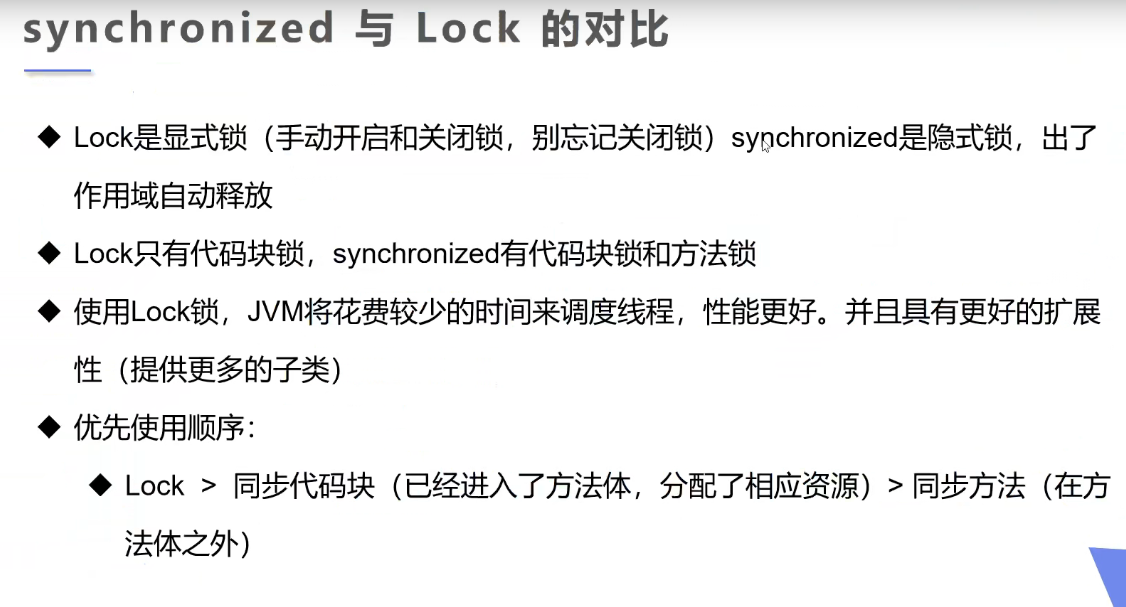 synchronized 与 Lock 的对比
◆ Lock是显式锁（手动开启和关闭锁，别忘记关闭锁）synchronized是隐式锁，出了
作用域自动释放
◆ Lock只有代码块锁，synchronized有代码块锁和方法锁
◆ 使用Lock锁，JVM将花费较少的时间来调度线程，性能更好。并且具有更好的扩展
性（提供更多的子类）
◆ 优先使用顺序：
◆ Lock > 同步代码块（已经进入了方法体，分配了相应资源）> 同步方法（在方
法体之外）